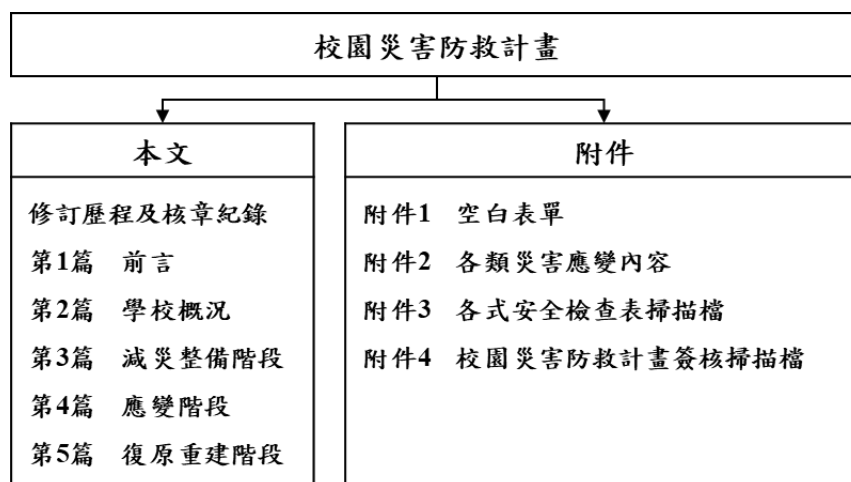 校園災害防救計畫
本文
修訂歷程及核章紀錄
第1篇 前言
第2篇 學校概況
第3篇 減災整備階段
第4篇 應變階段
第5篇 復原重建階段
附件
附件1 空白表單
附件2 各類災害應變內容
附件3 各式安全檢查表掃描檔
附件4 校園災害防救計畫簽核掃描檔